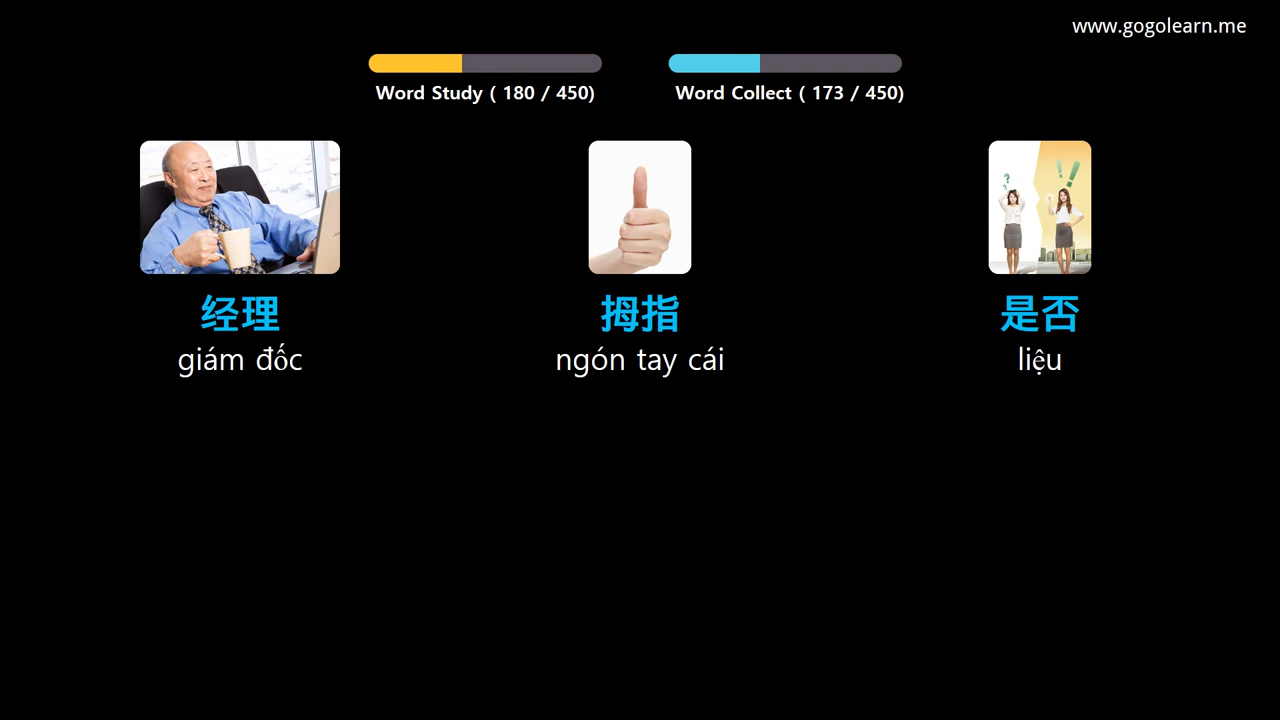 www.gogolearn.me
Word Study ( 180 / 450)
Word Collect ( 173 / 450)
经理
giám đốc
拇指
ngón tay cái
是否
liệu